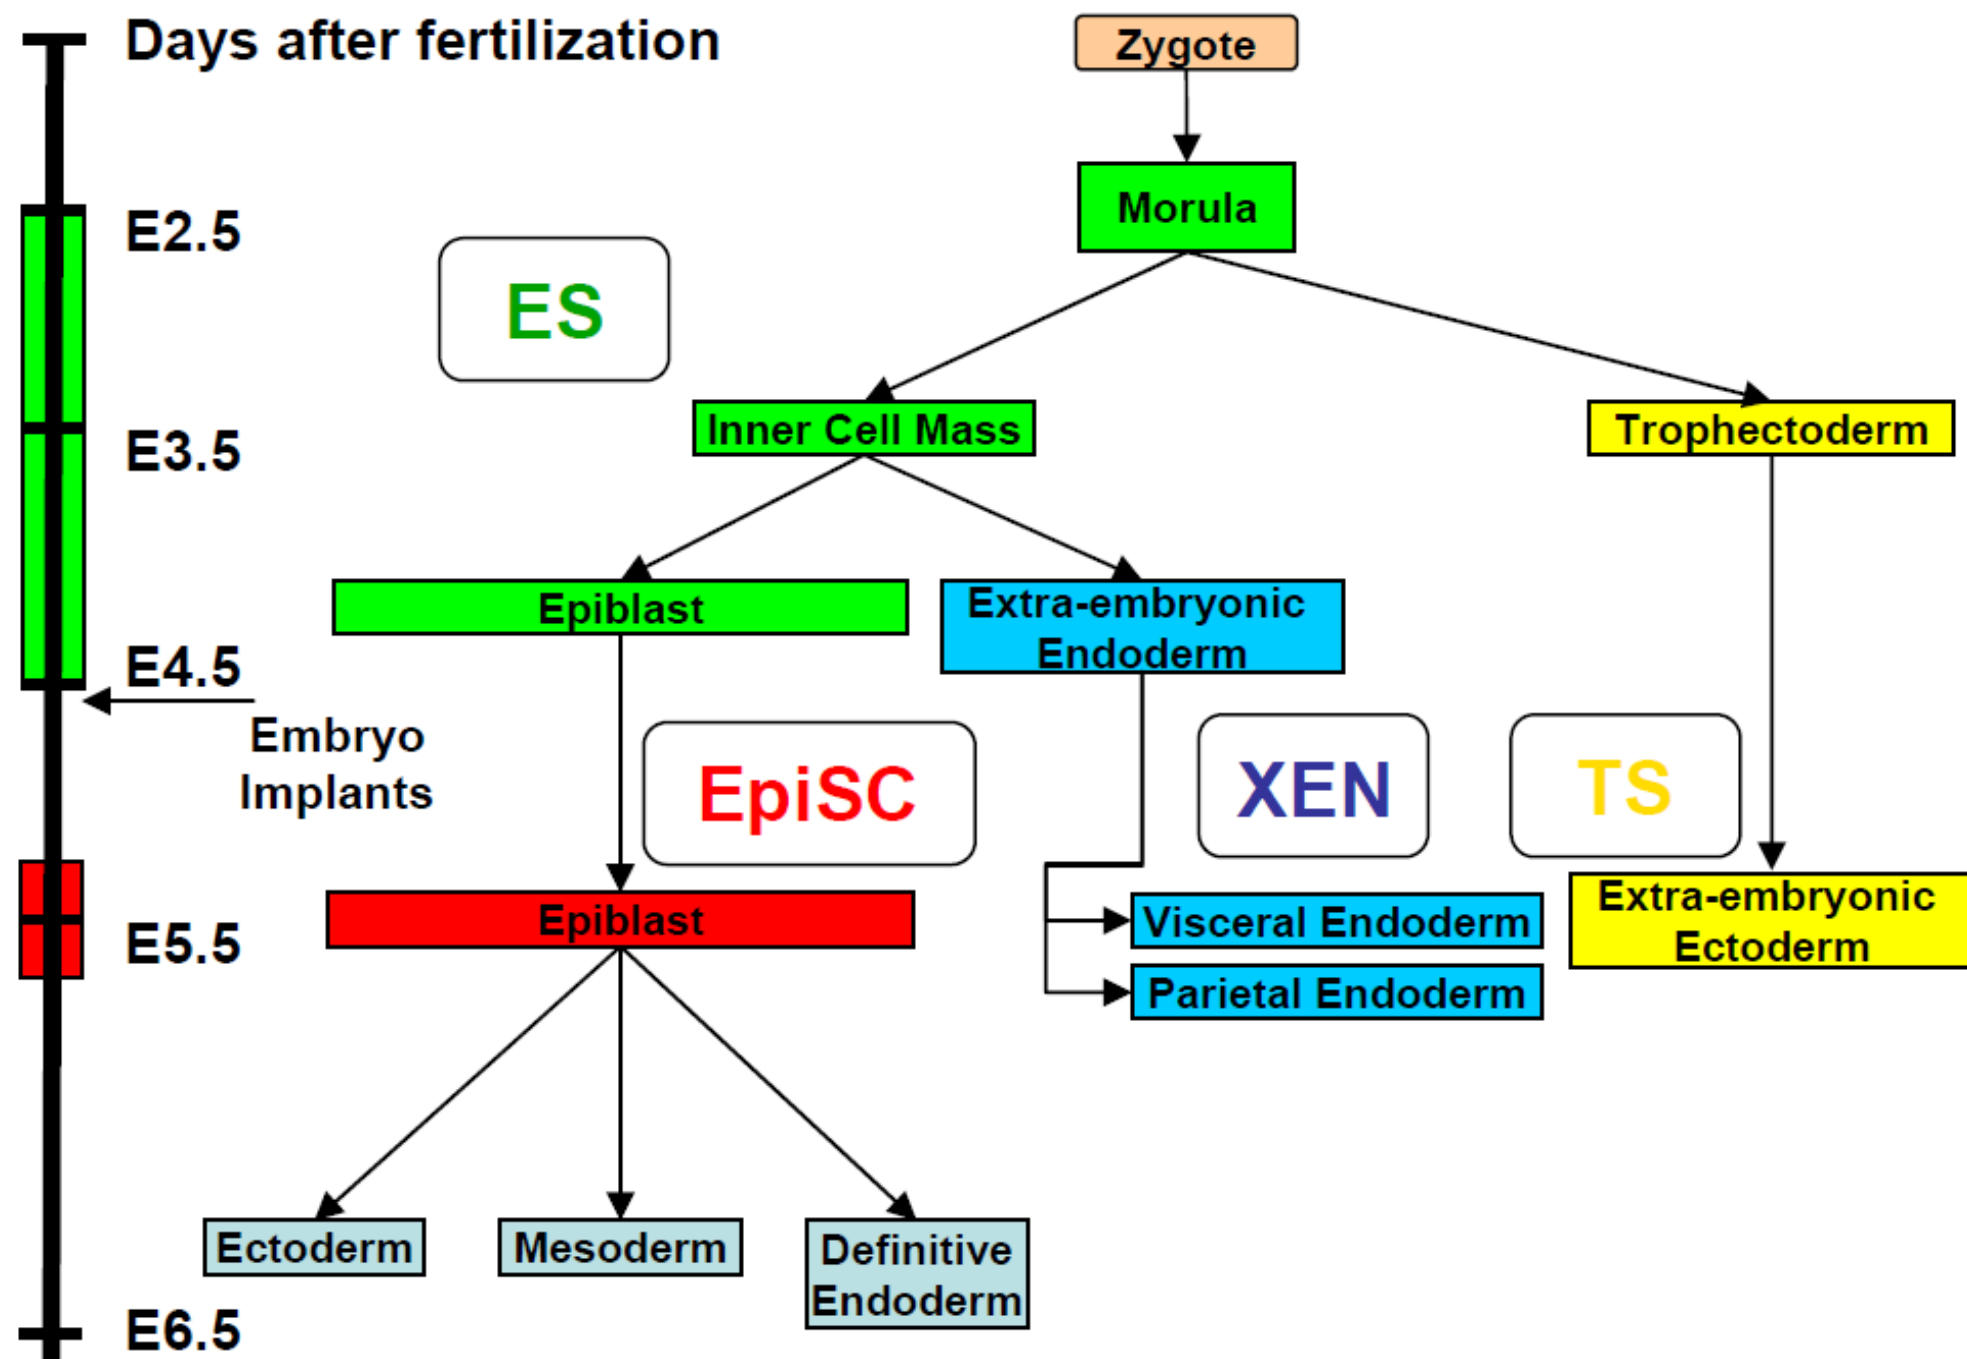 Days after fertilization
Zygote
Morula
E2.5
ES
Inner Cell Mass
Trophectoderm
E3.5
Epiblast
Extra-embryonic
Endoderm
E4.5
Embryo
Implants
EpiSC
XEN
TS
Epiblast
Visceral Endoderm
Parietal Endoderm
Extra-embryonic
Ectoderm
E5.5
Ectoderm
Mesoderm
Definitive
Endoderm
E6.5